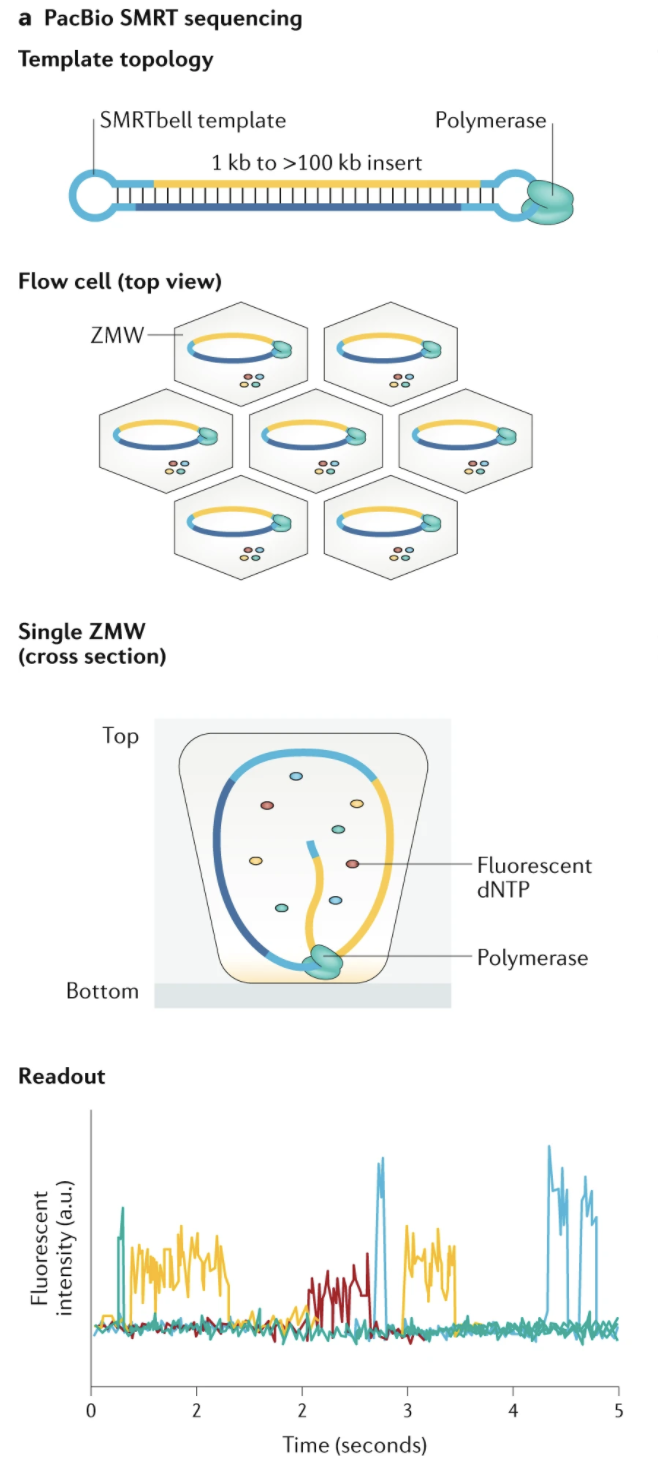 a PacBio SMRT sequencing
Template topology
SMRTbell template
Polymerase
1 kb to >100 kb insert
Flow cell (top view)
ZMW
Single ZMW
(cross section)
Top
Fluorescent
dNTP
Polymerase
Bottom
Readout
Fluorescent
intensity (a.u.)
0 2 2 3 4 5
Time (seconds)